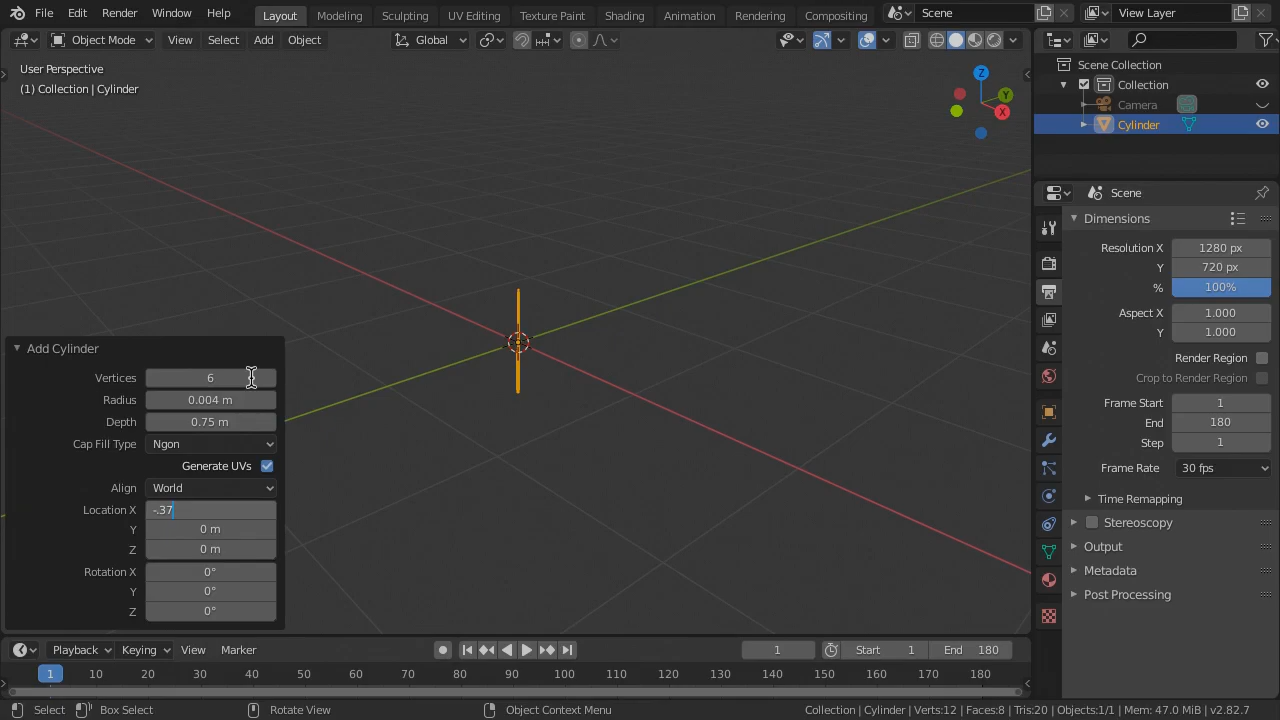 File Edit Render Window Help Layout Modeling Sculpting UV Editing Texture Paint Shading Animation Rendering Compositing Scene View Layer
Object Mode View Select Add Object Global
User Perspective
(1) Collection | Cylinder
Z
Y
X
Scene Collection
Collection
Camera
Cylinder
Scene
Dimensions
Resolution X 1280 px
Y 720 px
% 100%
Aspect X 1.000
Y 1.000
Render Region
Crop to Render Region
Frame Start 1
End 180
Step 1
Frame Rate 30 fps
Time Remapping
Stereoscopy
Output
Metadata
Post Processing
Add Cylinder
Vertices 6
Radius 0.004 m
Depth 0.75 m
Cap Fill Type Ngon
Generate UVs
Align World
Location X -.37
Y 0 m
Z 0 m
Rotation X 0°
Y 0°
Z 0°
Playback Keying View Marker 1 Start 1 End 180
1 10 20 30 40 50 60 70 80 90 100 110 120 130 140 150 160 170 180
Select Box Select Rotate View Object Context Menu Collection | Cylinder | Verts:12 | Faces:8 | Tris:20 | Objects:1/1 | Mem: 47.0 MiB | v2.82.7